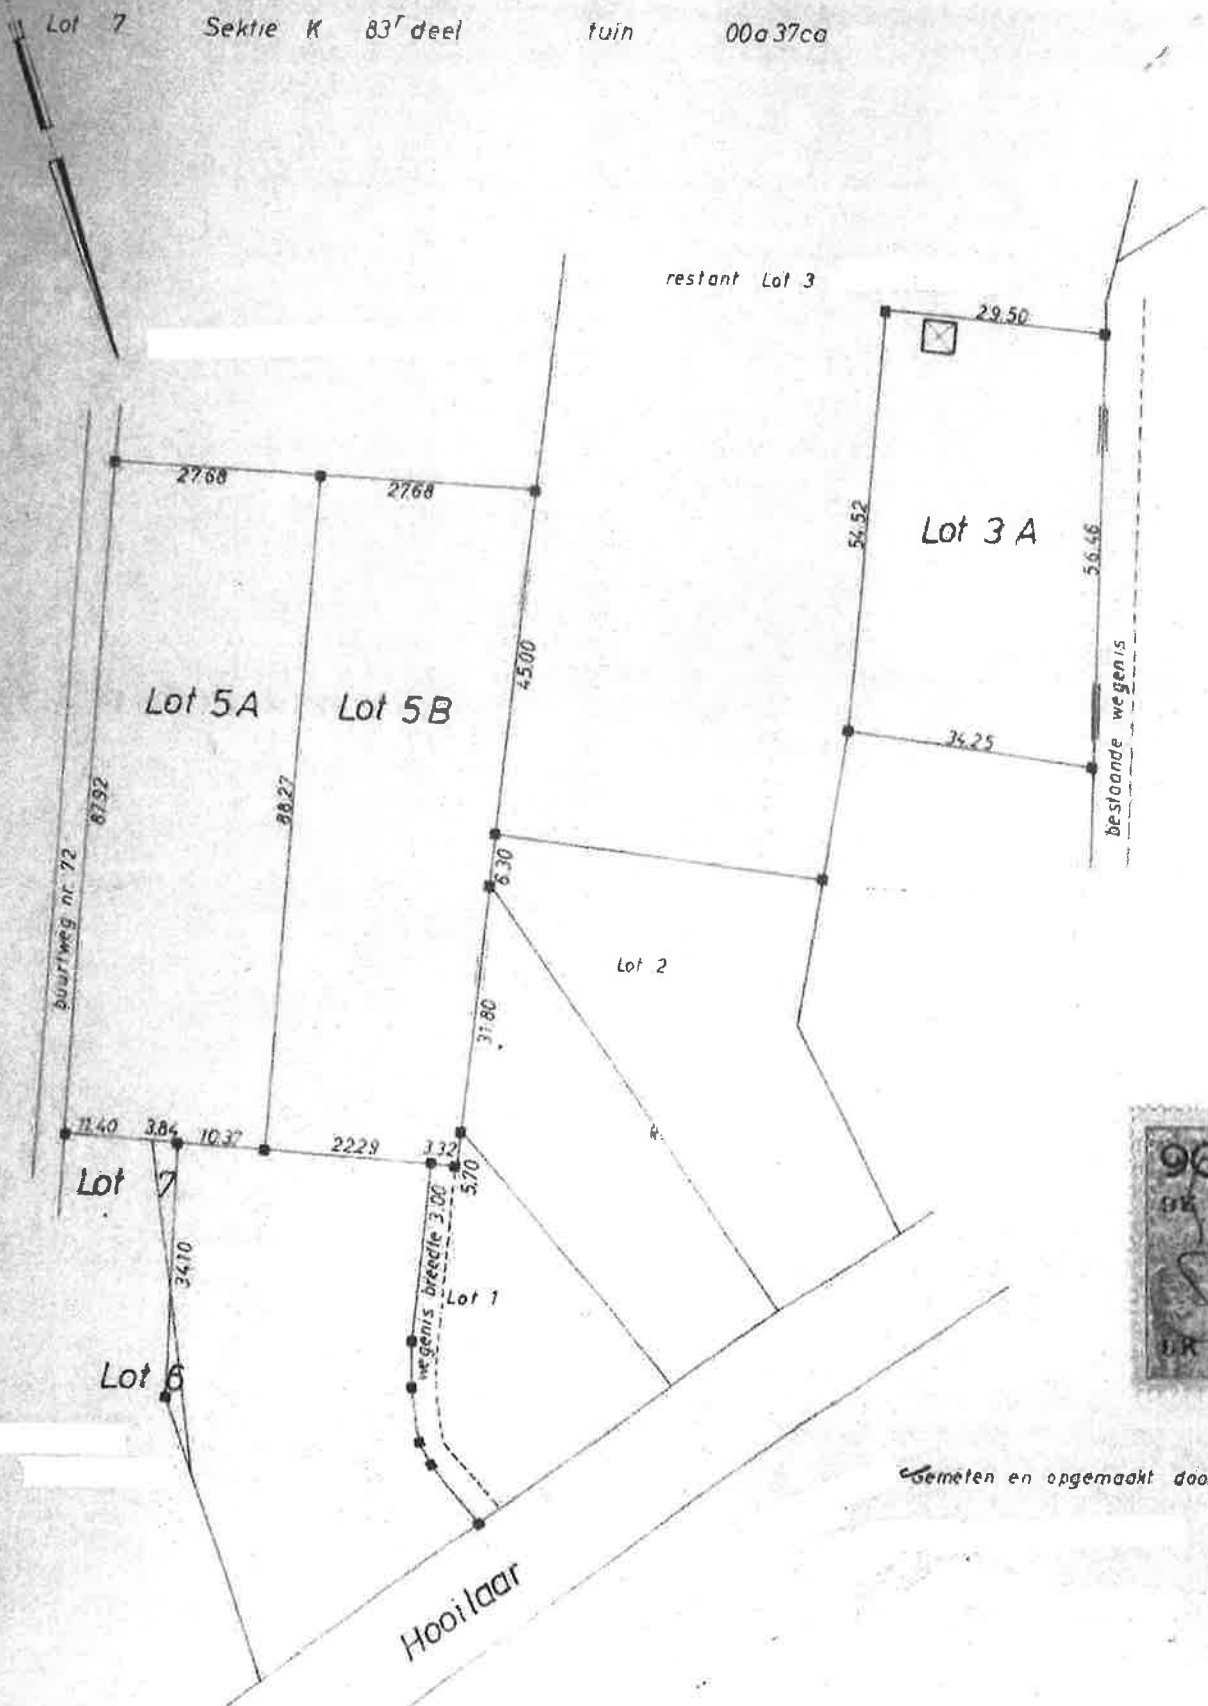 Lot 7 Sektie K 83r deel tuin 00a 37ca
restant Lot 3
29.50
27.68
27.68
54.52
Lot 3 A
56.46
45.00
bestaande wegenis
Lot 5A
Lot 5B
34.25
87.92
88.27
buurtweg nr. 72
6.30
Lot 2
31.80
11.40
3.84
10.37
22.29
3.32
5.70
Lot 7
34.10
wegenis breedte 3.00
Lot 1
Lot 6
Gemeten en opgemaakt doo
Hooilaar